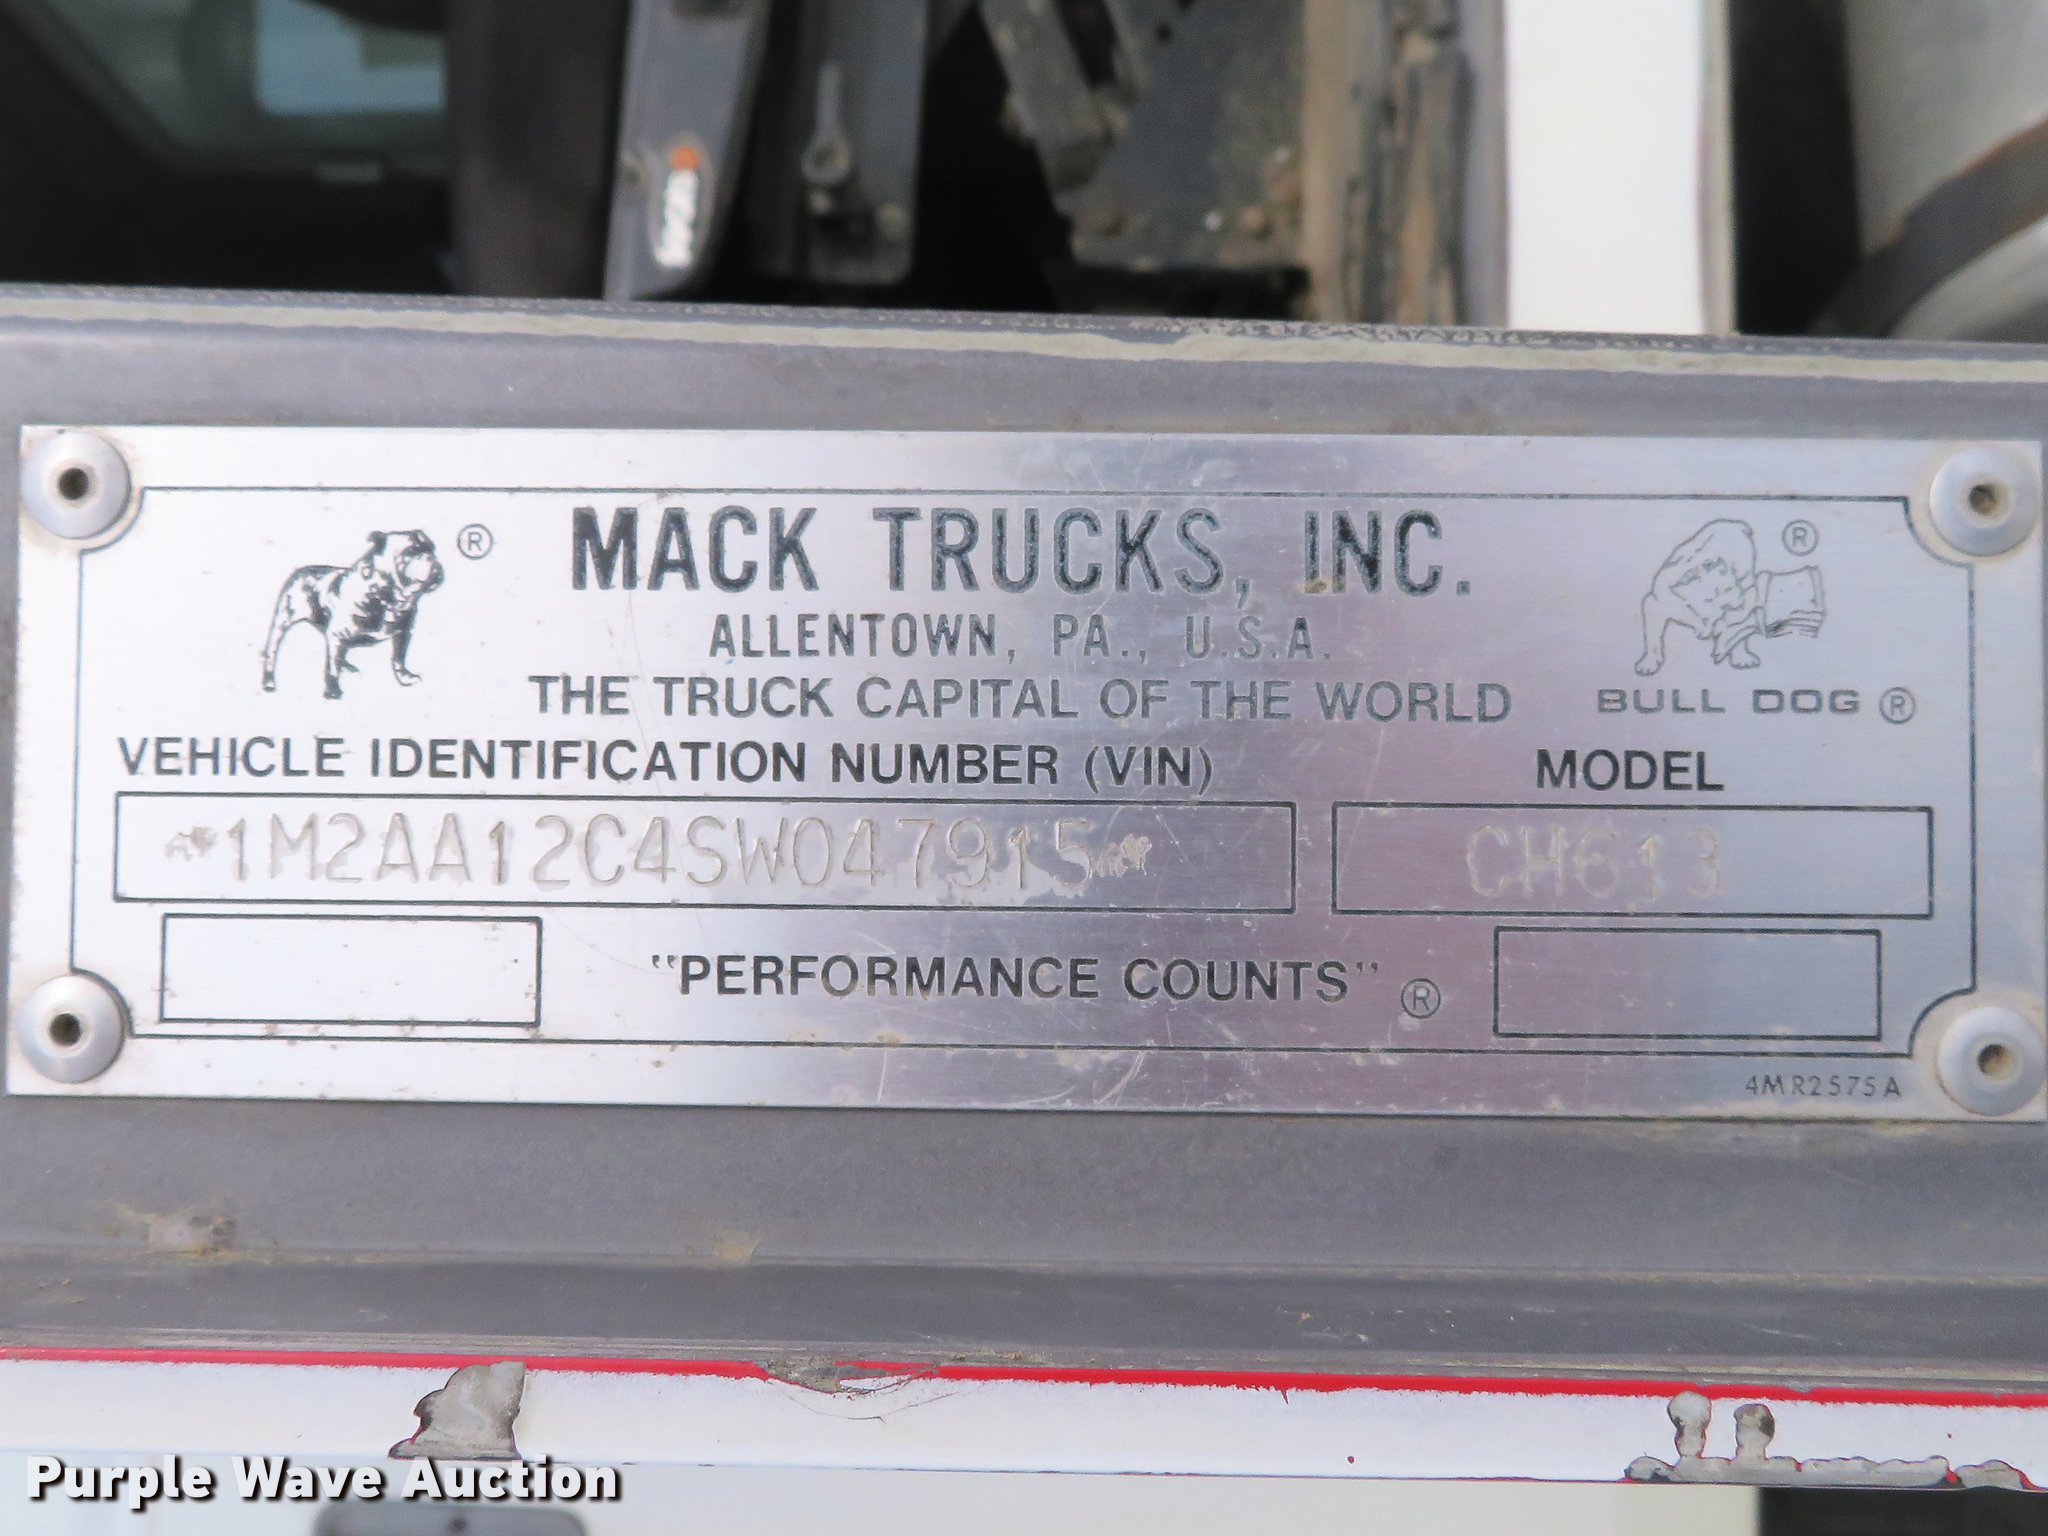 MACK TRUCKS, INC.
ALLENTOWN, PA., U.S.A.
THE TRUCK CAPITAL OF THE WORLD
BULL DOG ®
VEHICLE IDENTIFICATION NUMBER (VIN)
MODEL
1M2AA12C4SW047915
CH613
"PERFORMANCE COUNTS" ®
4MR2575A
Purple Wave Auction